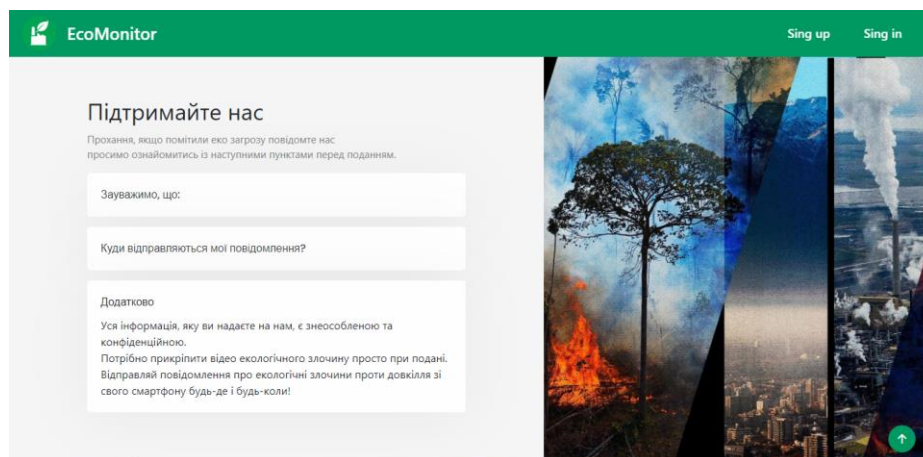 EcoMonitor
Sing up
Sing in
Підтримайте нас
Прохання, якщо помітили еко загрозу повідомте нас
просимо ознайомитись із наступними пунктами перед поданням.
Зауважимо, що:
Куди відправляються мої повідомлення?
Додатково
Уся інформація, яку ви надаєте на нам, є знеособленою та
конфіденційною.
Потрібно прикріпити відео екологічного злочину просто при подані.
Відправляй повідомлення про екологічні злочини проти довкілля зі
свого смартфону будь-де і будь-коли!